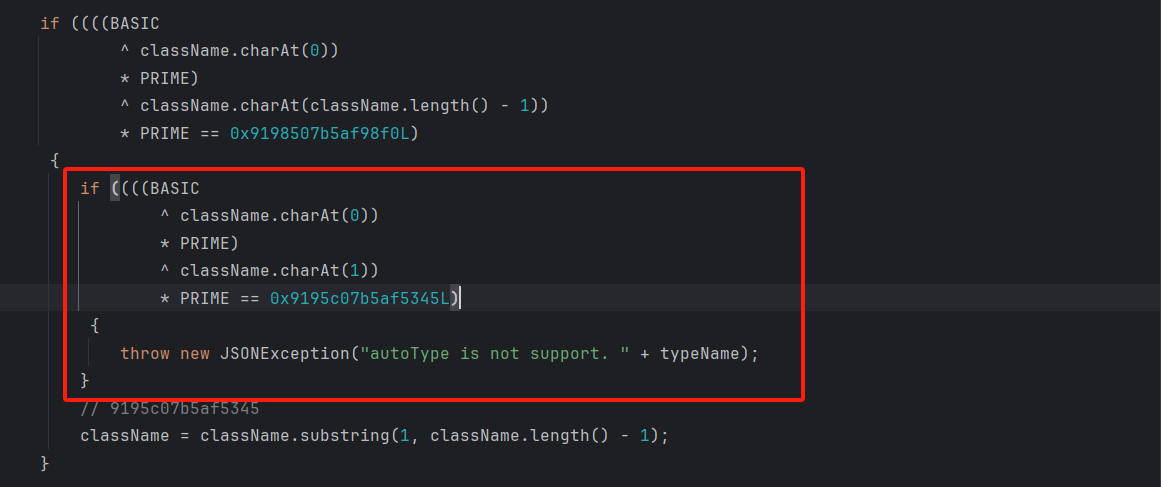 if ((((BASIC
^ className.charAt(0))
* PRIME)
^ className.charAt(className.length() - 1))
* PRIME == 0x9198507b5af98f0L)
{
if ((((BASIC
^ className.charAt(0))
* PRIME)
^ className.charAt(1))
* PRIME == 0x9195c07b5af5345L)
{
throw new JSONException("autoType is not support. " + typeName);
}
// 9195c07b5af5345
className = className.substring(1, className.length() - 1);
}